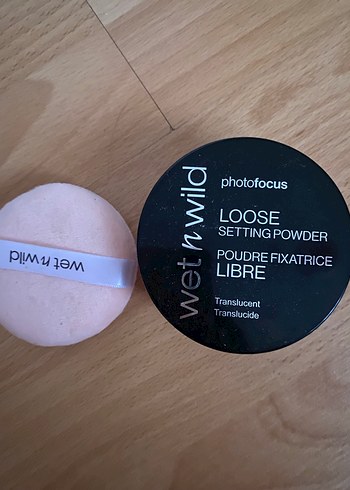 wet n wild
wet n wild
photofocus
LOOSE
SETTING POWDER
POUDRE FIXATRICE
LIBRE
Translucent
Translucide